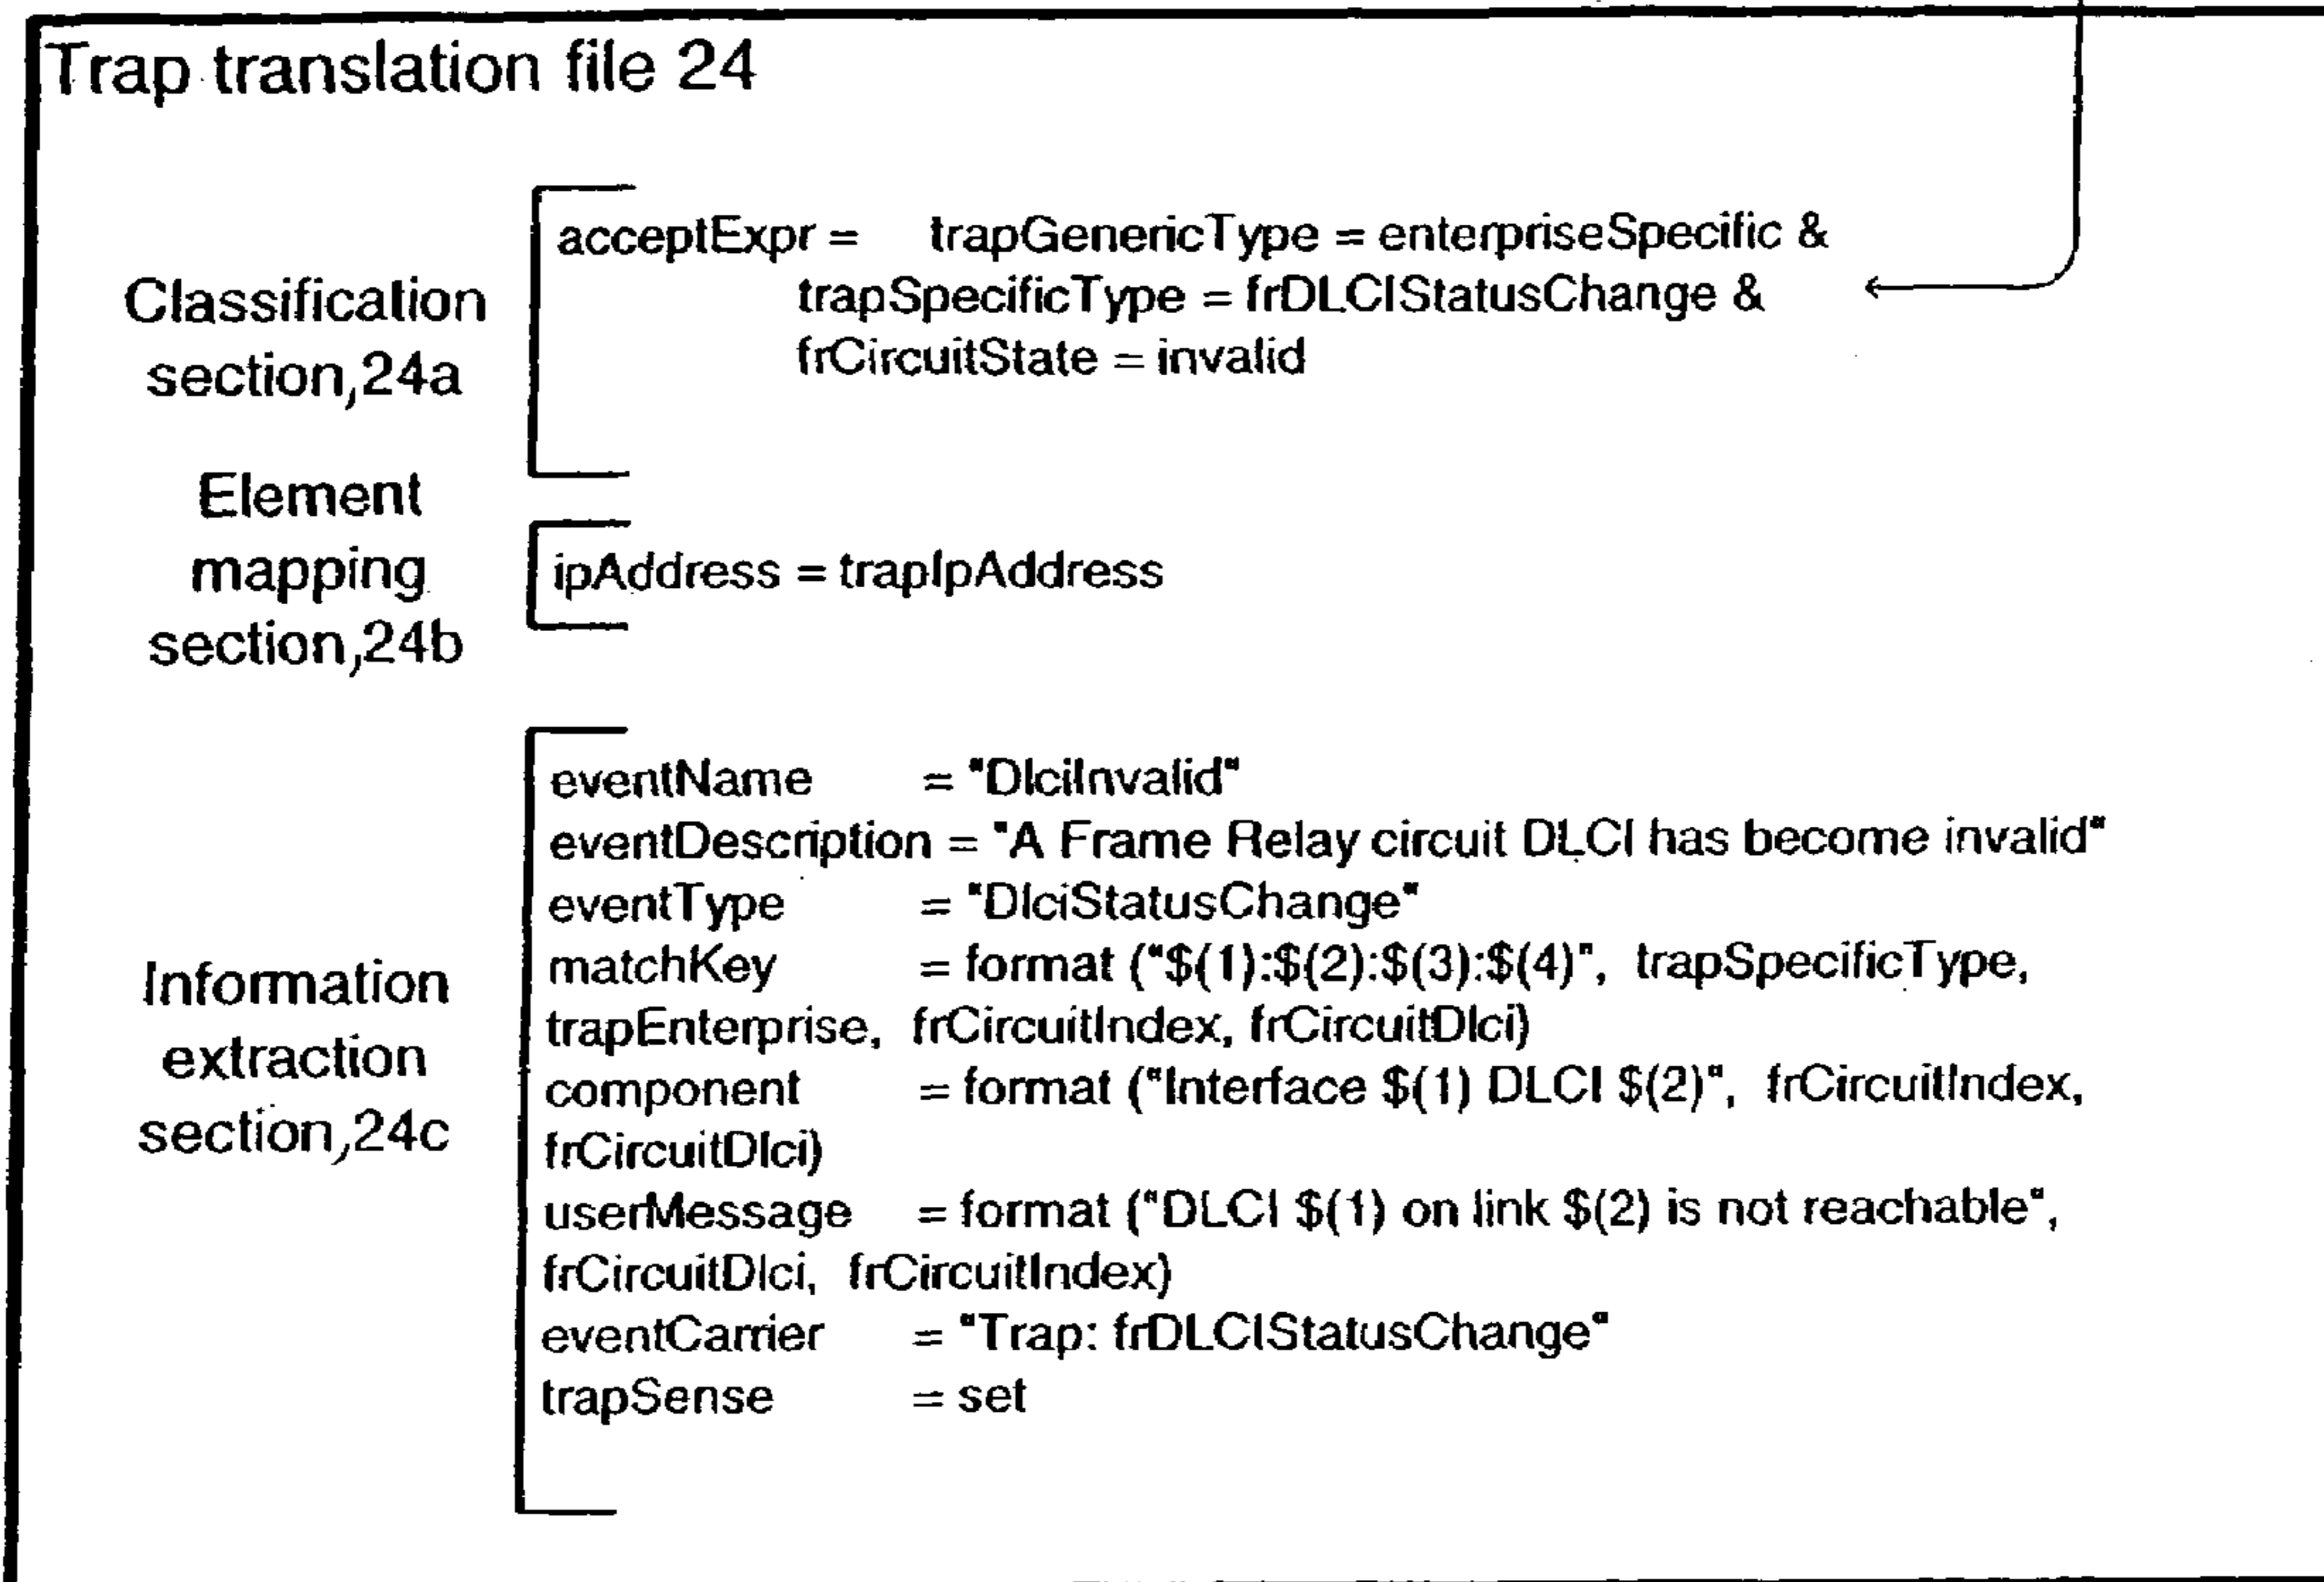 Trap translation file 24
Classification
section,24a
acceptExpr = trapGenericType = enterpriseSpecific &
trapSpecificType = frDLCIStatusChange &
frCircuitState = invalid
Element
mapping
section,24b
ipAddress = trapIpAddress
Information
extraction
section,24c
eventName = "DlciInvalid"
eventDescription = "A Frame Relay circuit DLCI has become invalid"
eventType = "DlciStatusChange"
matchKey = format ("$(1):$(2):$(3):$(4)", trapSpecificType,
trapEnterprise, frCircuitIndex, frCircuitDlci)
component = format ("Interface $(1) DLCI $(2)", frCircuitIndex,
frCircuitDlci)
userMessage = format ("DLCI $(1) on link $(2) is not reachable",
frCircuitDlci, frCircuitIndex)
eventCarrier = "Trap: frDLCIStatusChange"
trapSense = set